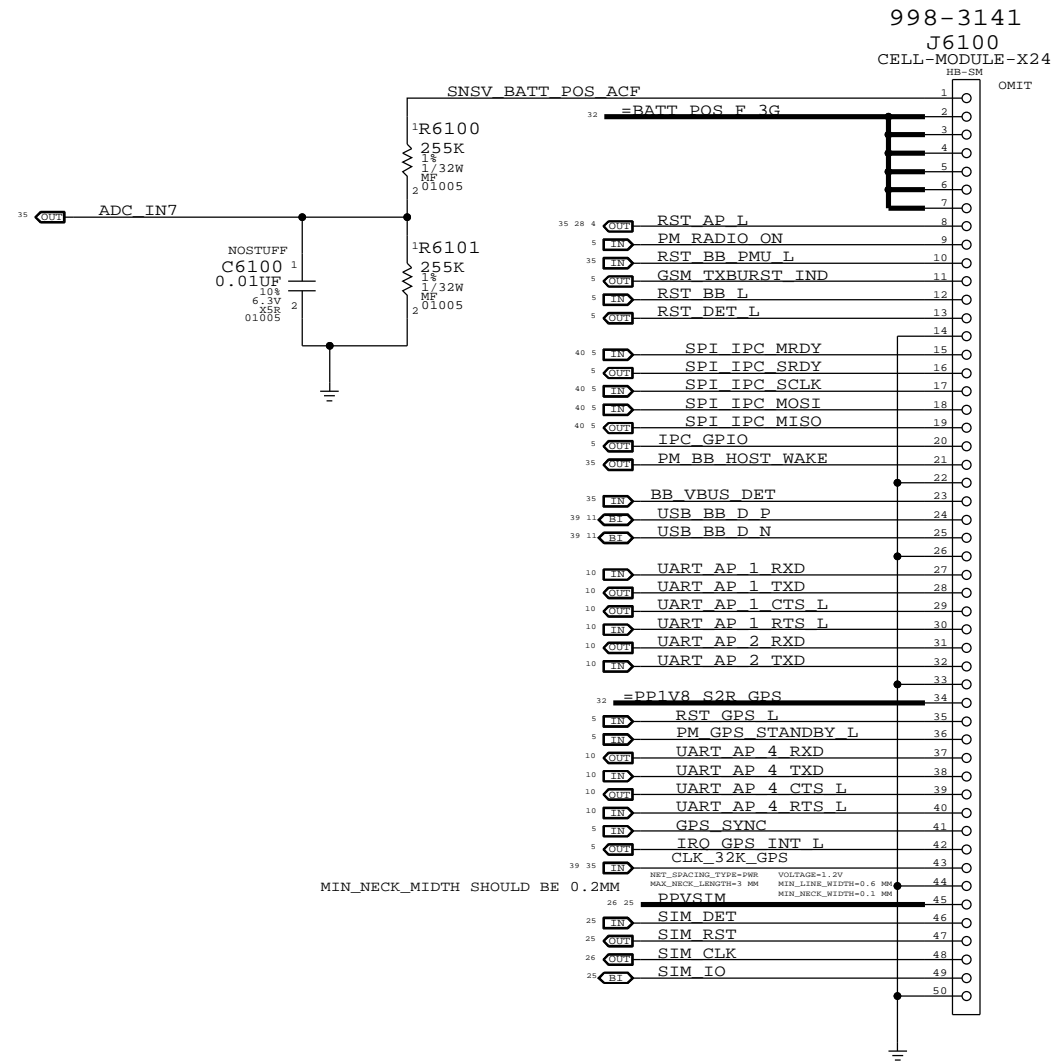 998-3141
J6100
CELL-MODULE-X24
HB-SM
OMIT
SNSV_BATT_POS_ACF 1
32 =BATT_POS_F_3G 2
3
4
5
6
7
1 R6100
255K
1%
1/32W
MF
2 01005
35 OUT ADC_IN7
NOSTUFF
C6100 1
0.01UF
10%
6.3V
X5R 2
01005
1 R6101
255K
1%
1/32W
MF
2 01005
35 28 4 OUT RST_AP_L 8
5 IN PM_RADIO_ON 9
35 IN RST_BB_PMU_L 10
5 OUT GSM_TXBURST_IND 11
5 IN RST_BB_L 12
5 OUT RST_DET_L 13
14
40 5 IN SPI_IPC_MRDY 15
5 OUT SPI_IPC_SRDY 16
40 5 IN SPI_IPC_SCLK 17
40 5 IN SPI_IPC_MOSI 18
40 5 OUT SPI_IPC_MISO 19
5 OUT IPC_GPIO 20
35 OUT PM_BB_HOST_WAKE 21
22
35 IN BB_VBUS_DET 23
39 11 BI USB_BB_D_P 24
39 11 BI USB_BB_D_N 25
26
10 IN UART_AP_1_RXD 27
10 OUT UART_AP_1_TXD 28
10 OUT UART_AP_1_CTS_L 29
10 IN UART_AP_1_RTS_L 30
10 OUT UART_AP_2_RXD 31
10 IN UART_AP_2_TXD 32
33
32 =PP1V8_S2R_GPS 34
5 IN RST_GPS_L 35
5 IN PM_GPS_STANDBY_L 36
10 OUT UART_AP_4_RXD 37
10 IN UART_AP_4_TXD 38
10 OUT UART_AP_4_CTS_L 39
10 IN UART_AP_4_RTS_L 40
5 IN GPS_SYNC 41
5 OUT IRQ_GPS_INT_L 42
39 35 IN CLK_32K_GPS 43
NET_SPACING_TYPE=PWR VOLTAGE=1.2V
MIN_NECK_MIDTH SHOULD BE 0.2MM MAX_NECK_LENGTH=3 MM MIN_LINE_WIDTH=0.6 MM 44
MIN_NECK_WIDTH=0.1 MM
26 25 PPVSIM 45
25 IN SIM_DET 46
25 OUT SIM_RST 47
26 OUT SIM_CLK 48
25 BI SIM_IO 49
50